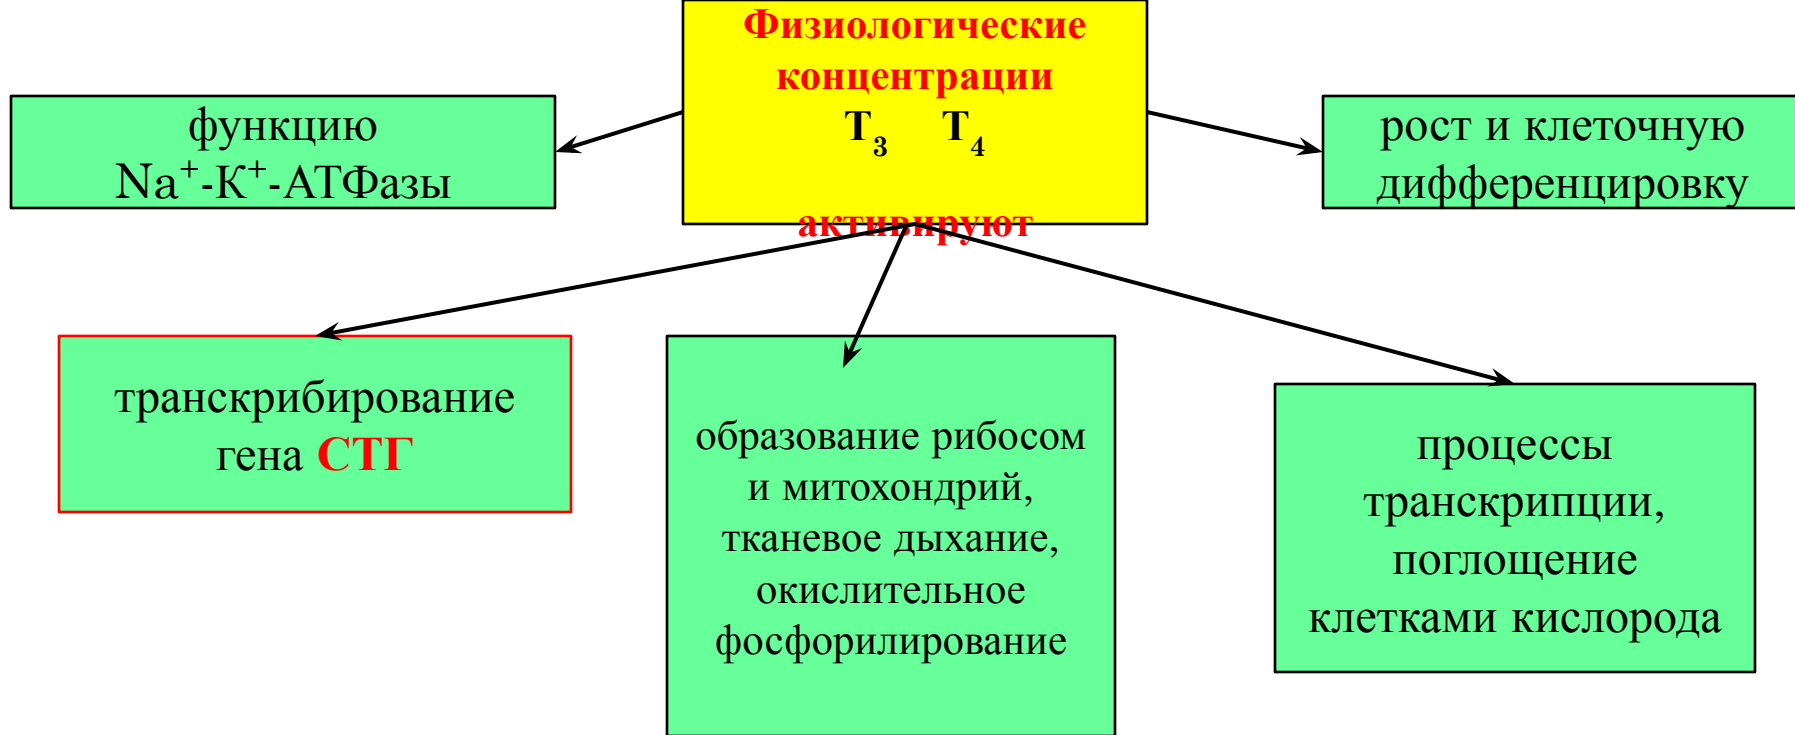 Физиологические
концентрации
Т₃ Т₄
активируют
функцию
Na⁺-К⁺-АТФазы
рост и клеточную
дифференцировку
транскрибирование
гена СТГ
образование рибосом
и митохондрий,
тканевое дыхание,
окислительное
фосфорилирование
процессы
транскрипции,
поглощение
клетками кислорода